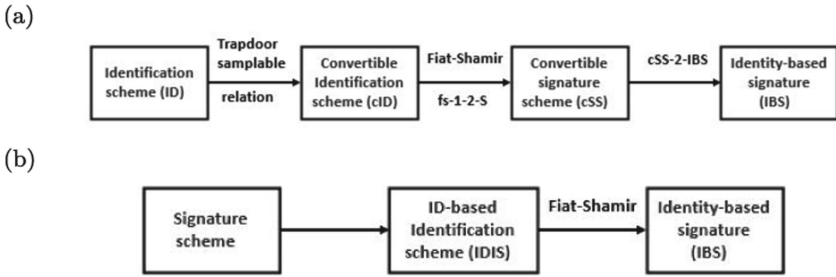 (a)
Identification
scheme (ID)
Trapdoor
samplable
relation
Convertible
Identification
scheme (cID)
Fiat-Shamir
fs-1-2-S
Convertible
signature
scheme (cSS)
cSS-2-IBS
Identity-based
signature
(IBS)
(b)
Signature
scheme
ID-based
Identification
scheme (IDIS)
Fiat-Shamir
Identity-based
signature
(IBS)